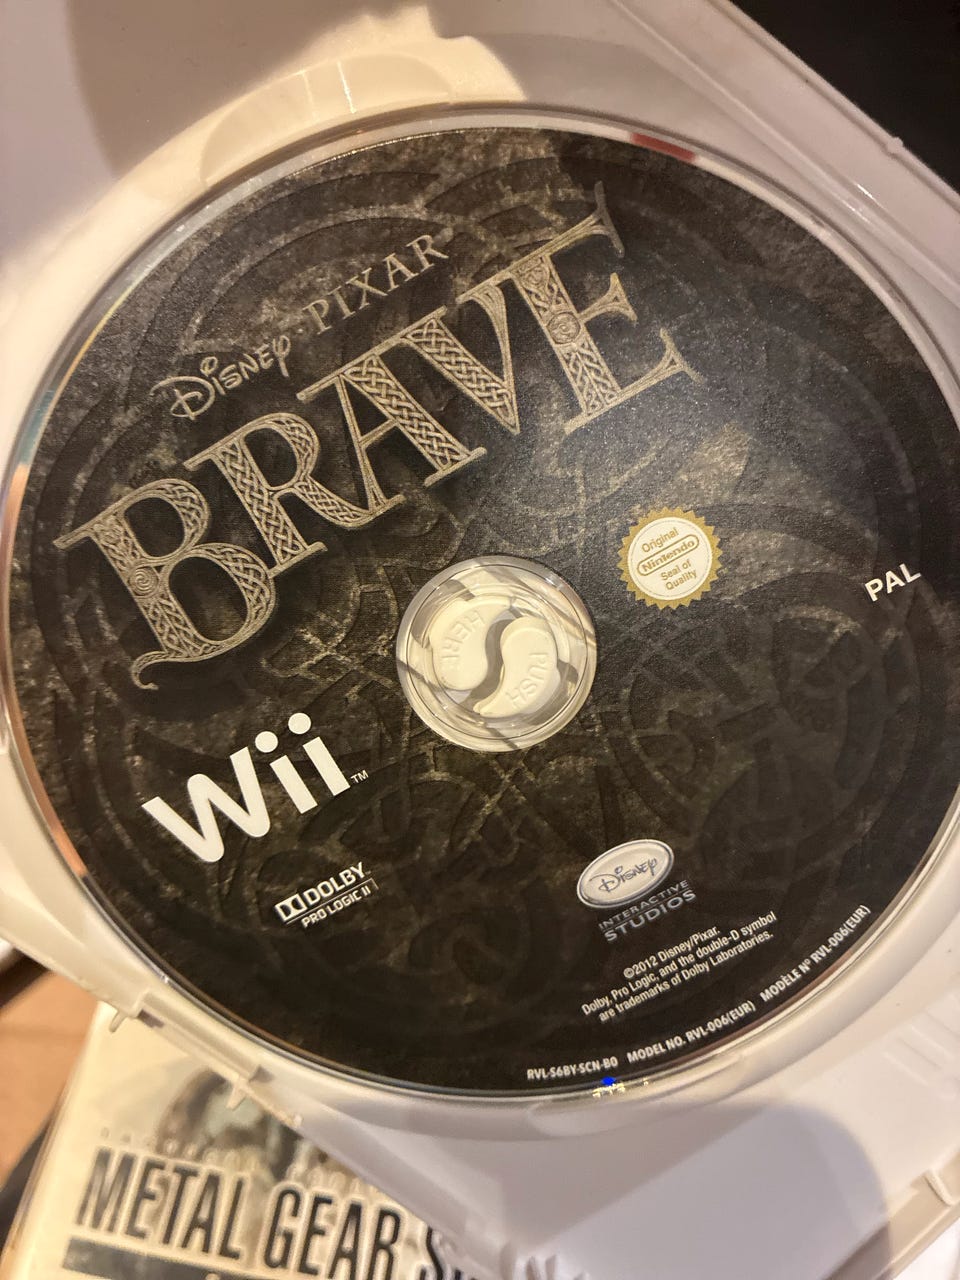 Disney · PIXAR
BRAVE
Original
Nintendo
Seal of
Quality
PAL
HERE
PUSH
Wii™
DOLBY
PRO LOGIC II
Disney
INTERACTIVE
STUDIOS
©2012 Disney/Pixar.
Dolby, Pro Logic, and the double-D symbol
are trademarks of Dolby Laboratories.
RVL-S6BY-SCN-B0 MODEL NO. RVL-006(EUR) MODÈLE Nº RVL-006(EUR)
METAL GEAR